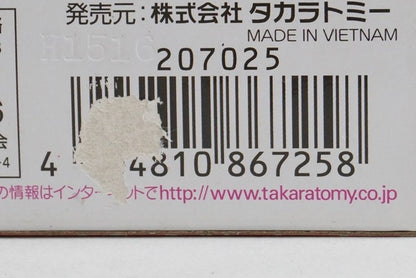 発売元:株式会社 タカラトミー
MADE IN VIETNAM
H1516
207025
4 4810 867258
の情報はインターネットでhttp://www.takaratomy.co.jp